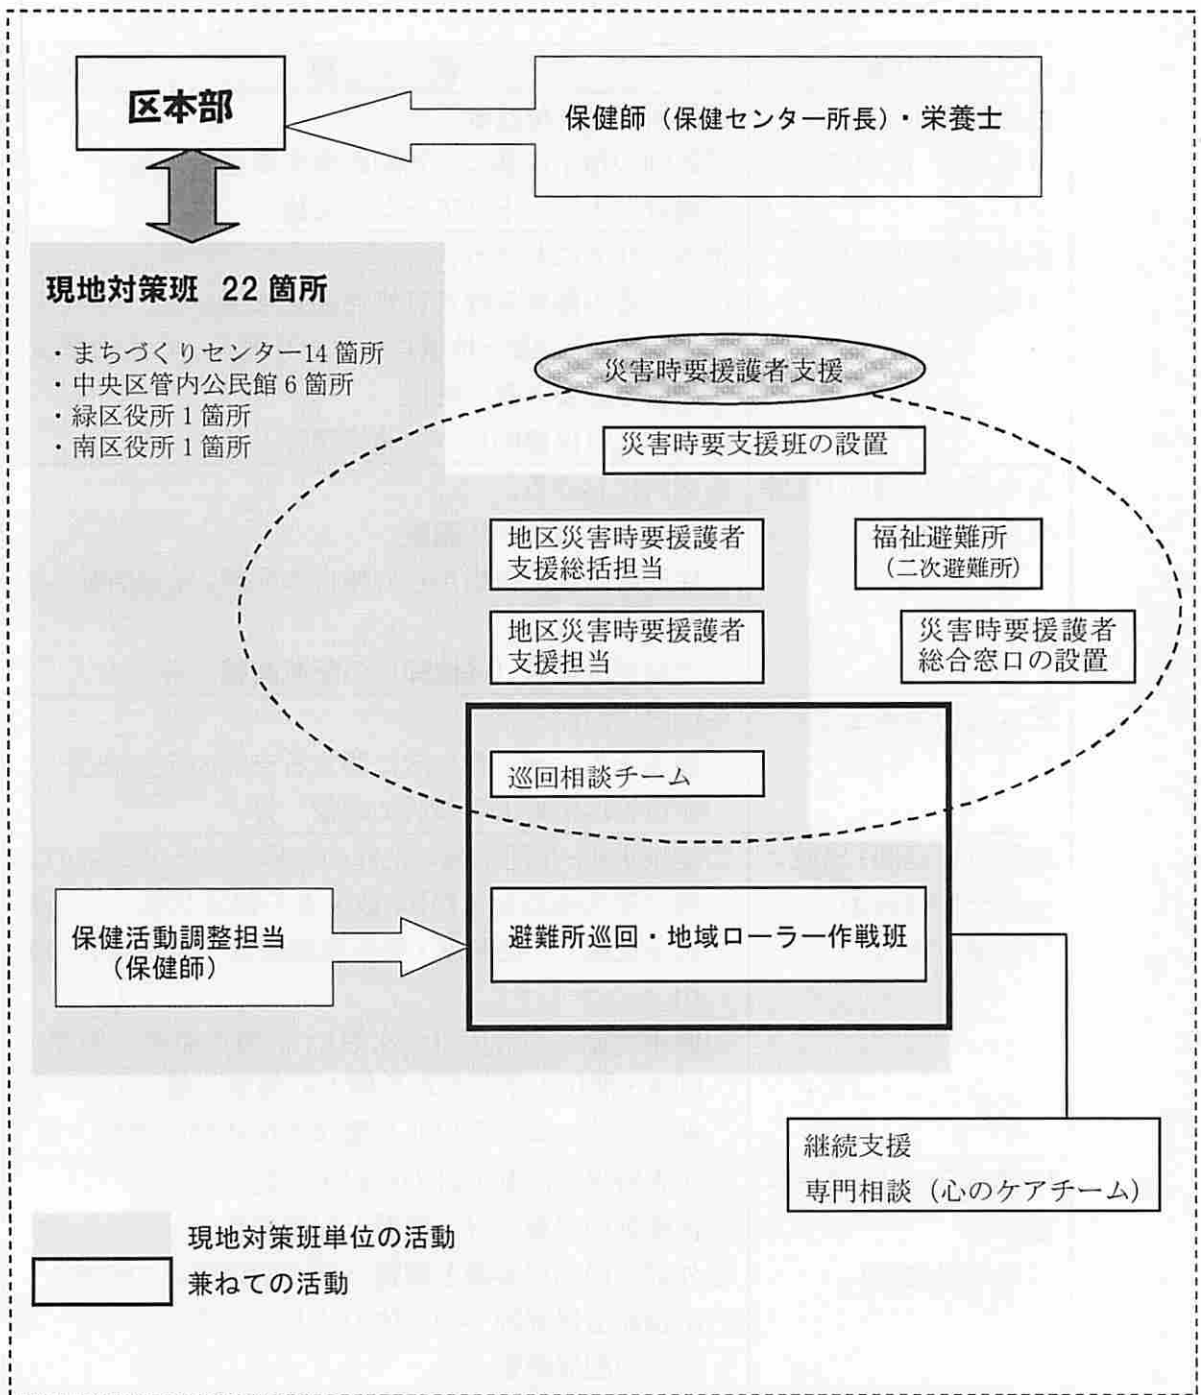 区本部
保健師（保健センター所長）・栄養士
現地対策班 22 箇所
・まちづくりセンター14 箇所
・中央区管内公民館 6 箇所
・緑区役所 1 箇所
・南区役所 1 箇所
災害時要援護者支援
災害時要支援班の設置
地区災害時要援護者
支援総括担当
福祉避難所
（二次避難所）
地区災害時要援護者
支援担当
災害時要援護者
総合窓口の設置
巡回相談チーム
保健活動調整担当
（保健師）
避難所巡回・地域ローラー作戦班
継続支援
専門相談（心のケアチーム）
現地対策班単位の活動
兼ねての活動